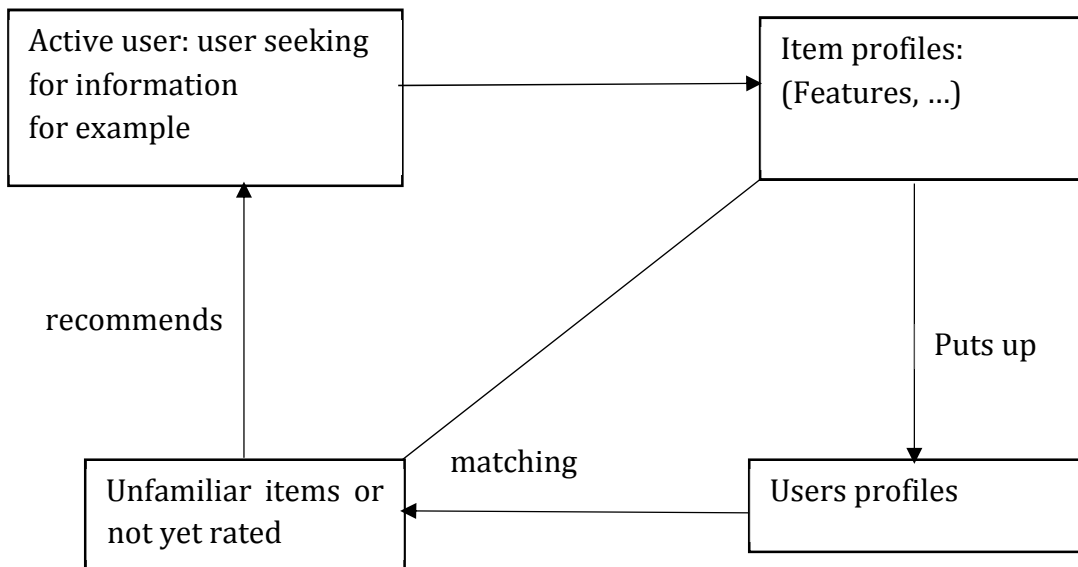 Active user: user seeking
for information
for example
Item profiles:
(Features, …)
recommends
Puts up
matching
Unfamiliar items or
not yet rated
Users profiles